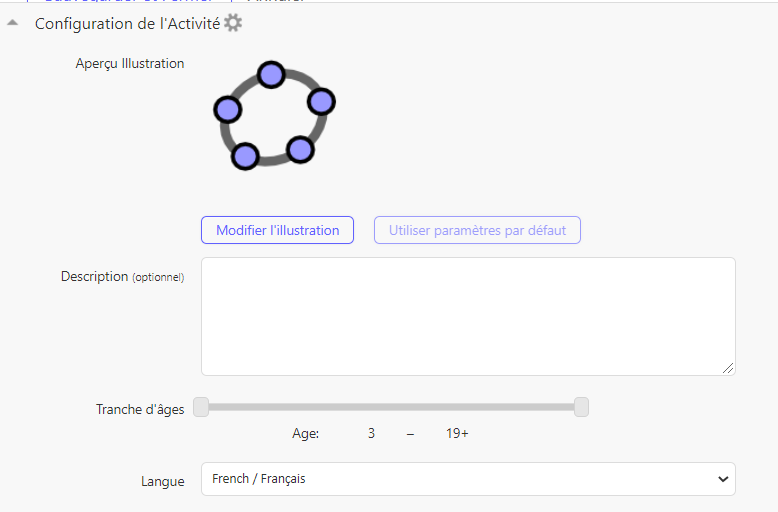 Configuration de l'Activité
Aperçu Illustration
Modifier l'illustration Utiliser paramètres par défaut
Description (optionnel)
Tranche d'âges
Age: 3 – 19+
Langue French / Français